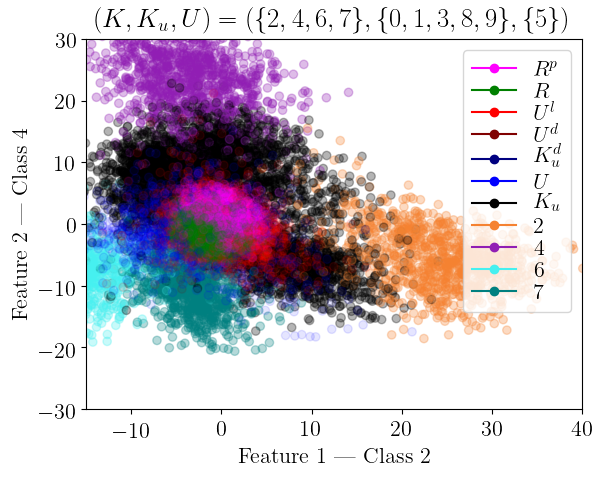 (K, K_u, U) = ({2, 4, 6, 7}, {0, 1, 3, 8, 9}, {5})
30
20
10
0
−10
−20
−30
Feature 2 — Class 4
−10
0
10
20
30
40
Feature 1 — Class 2
R^p
R
U^l
U^d
K_u^d
U
K_u
2
4
6
7